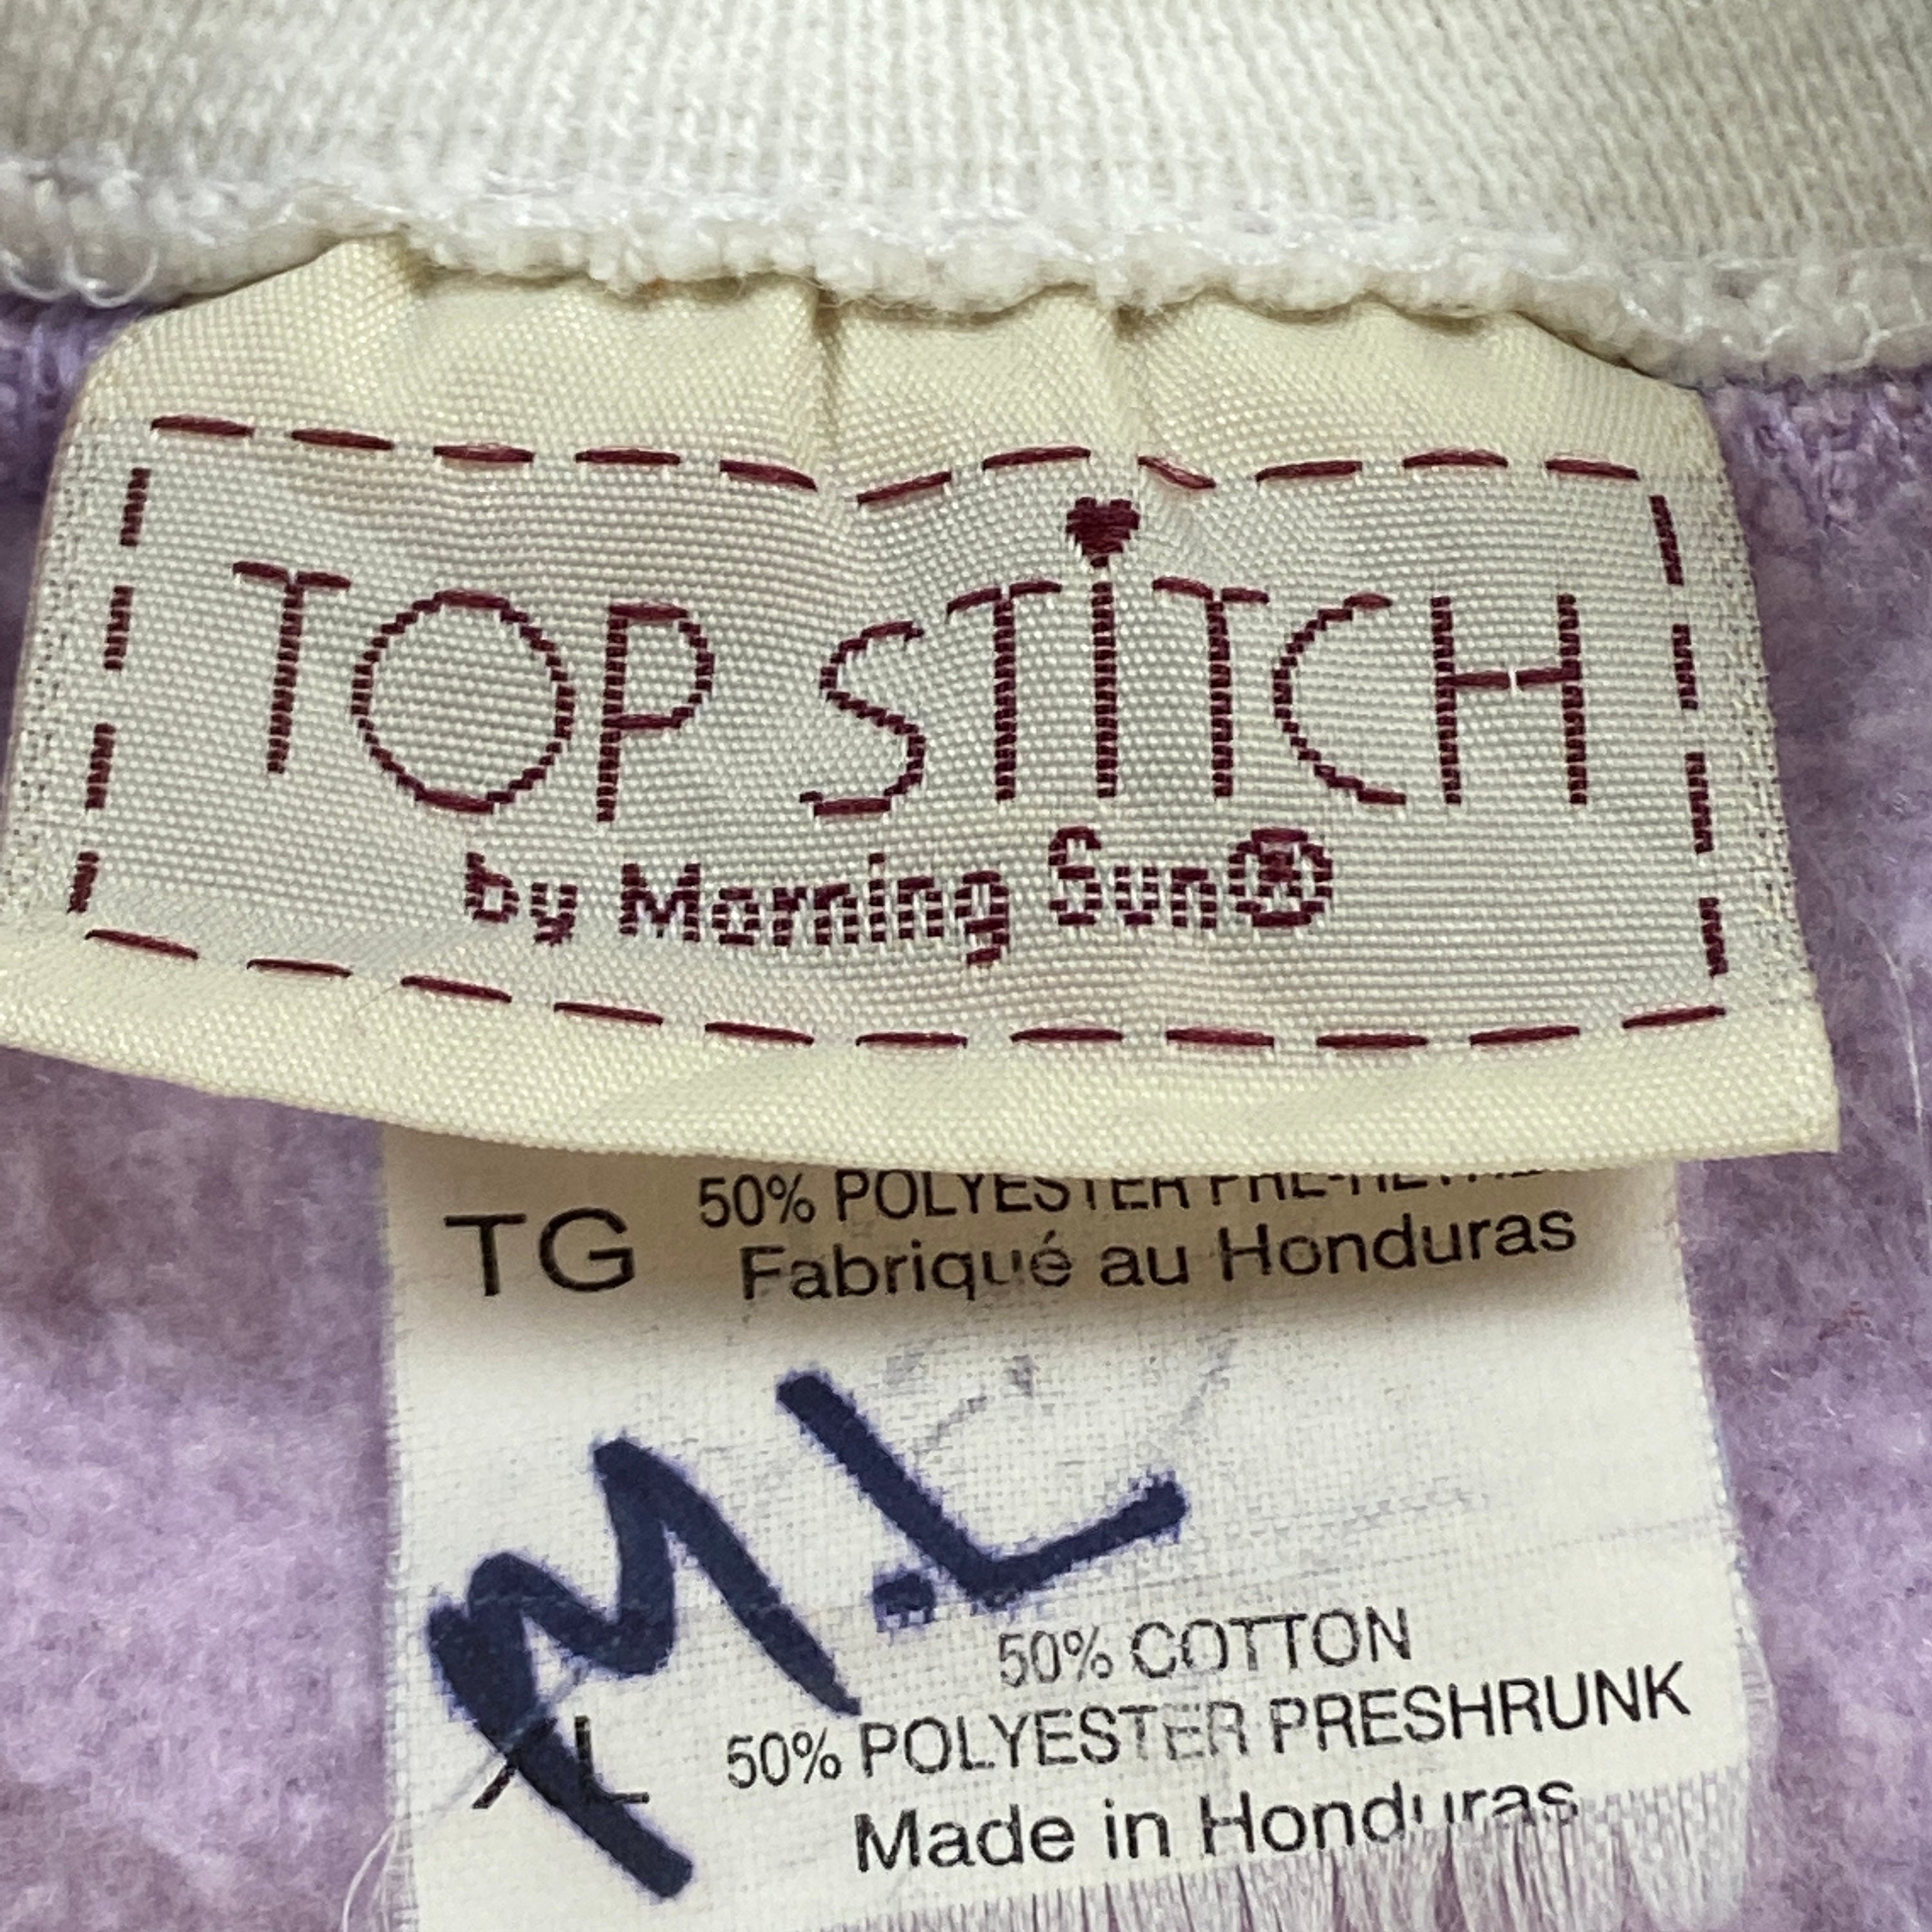 TOP STiTCH
by Morning Sun®
50% POLYESTER
TG Fabriqué au Honduras
M.L
50% COTTON
XL 50% POLYESTER PRESHRUNK
Made in Honduras